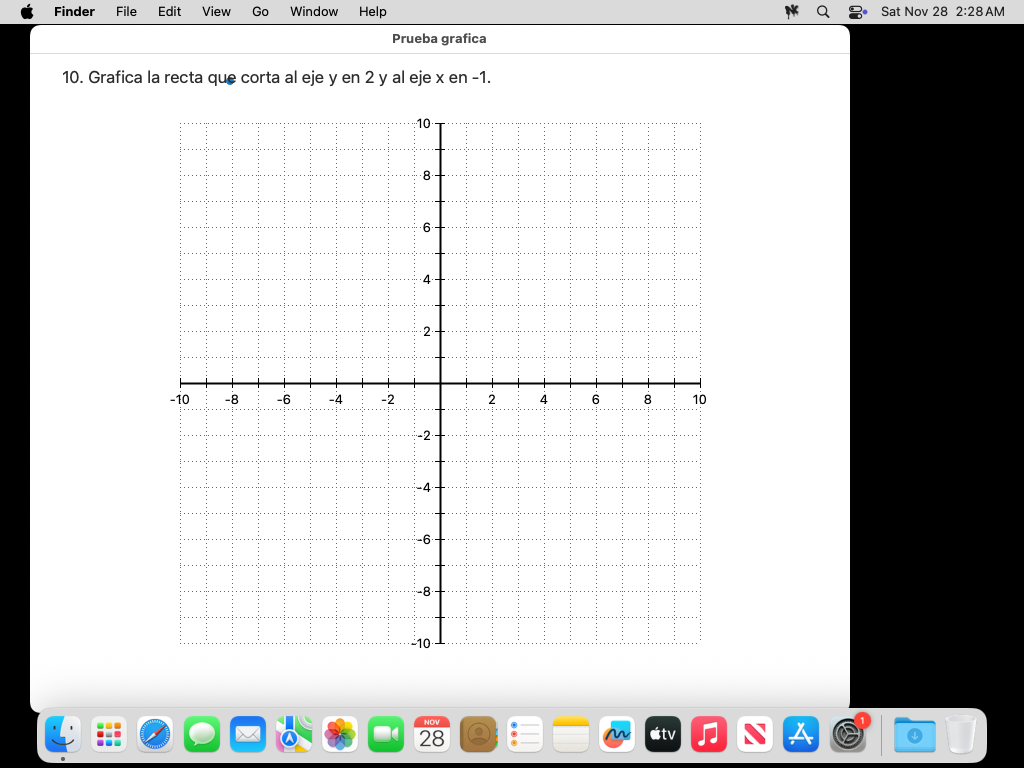 Finder File Edit View Go Window Help Sat Nov 28 2:28 AM
Prueba grafica
10. Grafica la recta que corta al eje y en 2 y al eje x en -1.
10
8
6
4
2
-10 -8 -6 -4 -2 2 4 6 8 10
-2
-4
-6
-8
-10
NOV
28
tv
1